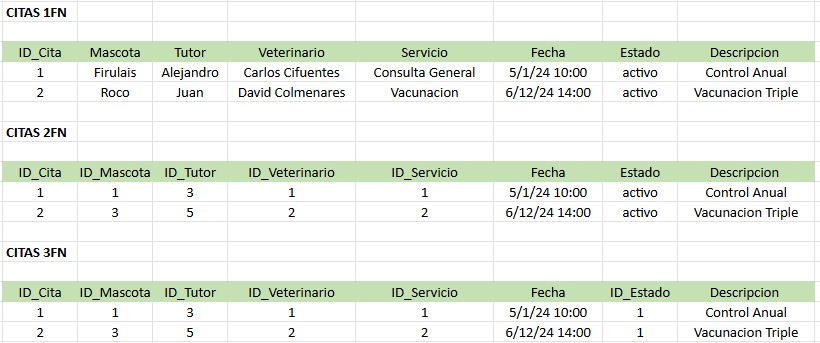 CITAS 1FN
ID_Cita Mascota Tutor Veterinario Servicio Fecha Estado Descripcion
1 Firulais Alejandro Carlos Cifuentes Consulta General 5/1/24 10:00 activo Control Anual
2 Roco Juan David Colmenares Vacunacion 6/12/24 14:00 activo Vacunacion Triple
CITAS 2FN
ID_Cita ID_Mascota ID_Tutor ID_Veterinario ID_Servicio Fecha Estado Descripcion
1 1 3 1 1 5/1/24 10:00 activo Control Anual
2 3 5 2 2 6/12/24 14:00 activo Vacunacion Triple
CITAS 3FN
ID_Cita ID_Mascota ID_Tutor ID_Veterinario ID_Servicio Fecha ID_Estado Descripcion
1 1 3 1 1 5/1/24 10:00 1 Control Anual
2 3 5 2 2 6/12/24 14:00 1 Vacunacion Triple